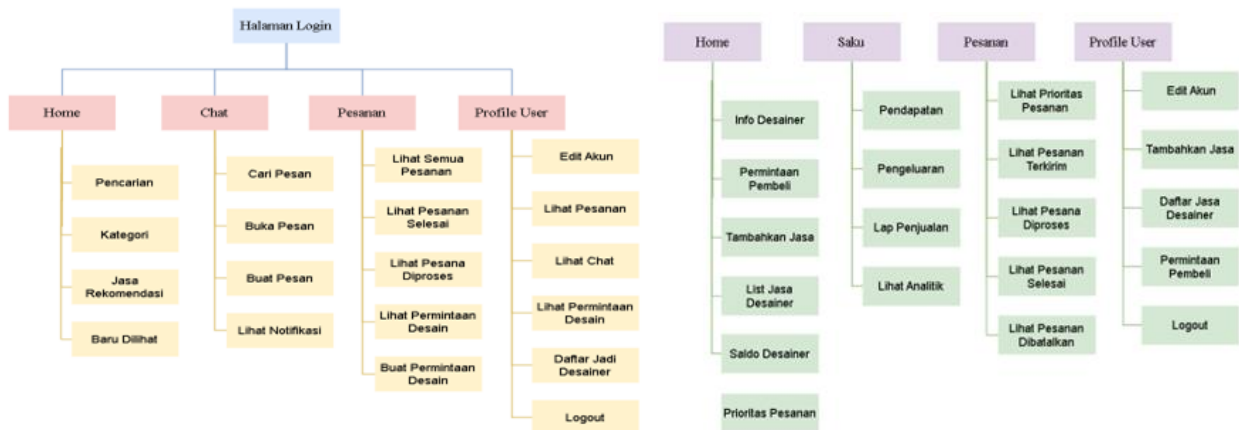 Halaman Login
Home
Chat
Pesanan
Profile User
Pencarian
Kategori
Jasa
Rekomendasi
Baru Dilihat
Cari Pesan
Buka Pesan
Buat Pesan
Lihat Notifikasi
Lihat Semua
Pesanan
Lihat Pesanan
Selesai
Lihat Pesana
Diproses
Lihat Permintaan
Desain
Buat Permintaan
Desain
Edit Akun
Lihat Pesanan
Lihat Chat
Lihat Permintaan
Desain
Daftar Jadi
Desainer
Logout
Home
Saku
Pesanan
Profile User
Info Desainer
Permintaan
Pembeli
Tambahkan Jasa
List Jasa
Desainer
Saldo Desainer
Prioritas Pesanan
Pendapatan
Pengeluaran
Lap Penjualan
Lihat Analitik
Lihat Prioritas
Pesanan
Lihat Pesanan
Terkirim
Lihat Pesana
Diproses
Lihat Pesanan
Selesai
Lihat Pesanan
Dibatalkan
Edit Akun
Tambahkan Jasa
Daftar Jasa
Desainer
Permintaan
Pembeli
Logout